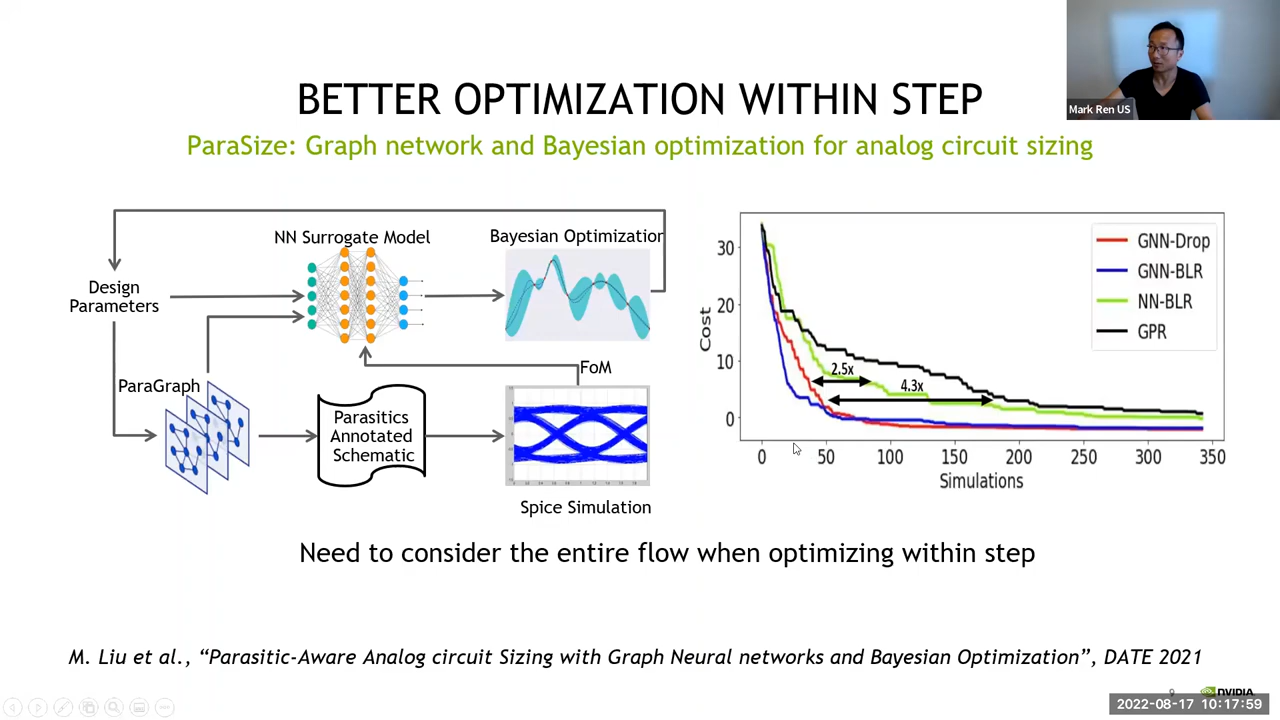 Mark Ren US
BETTER OPTIMIZATION WITHIN STEP
ParaSize: Graph network and Bayesian optimization for analog circuit sizing
NN Surrogate Model
Bayesian Optimization
Design
Parameters
ParaGraph
FoM
Parasitics
Annotated
Schematic
Spice Simulation
Cost
30
20
10
0
GNN-Drop
GNN-BLR
NN-BLR
GPR
2.5x
4.3x
0 50 100 150 200 250 300 350
Simulations
Need to consider the entire flow when optimizing within step
M. Liu et al., “Parasitic-Aware Analog circuit Sizing with Graph Neural networks and Bayesian Optimization”, DATE 2021
9
NVIDIA
2022-08-17 10:17:59